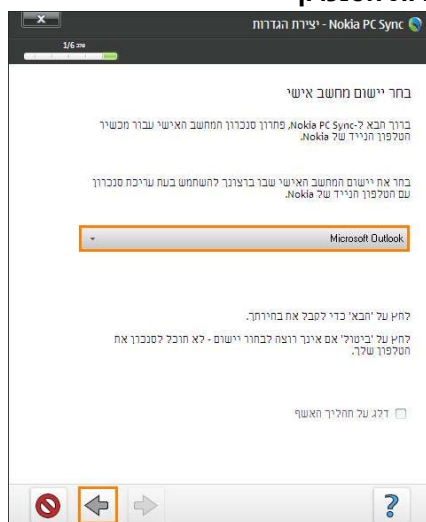 Nokia PC Sync - יצירת הגדרות
1/6
בחר יישום מחשב אישי
ברוך הבא ל-Nokia PC Sync, פתרון סנכרון המחשב האישי עבור מכשיר
הטלפון הנייד של Nokia.
בחר את יישום המחשב האישי שבו ברצונך להשתמש בעת עריכת סנכרון
עם הטלפון הנייד של Nokia.
Microsoft Outlook
לחץ על 'הבא' כדי לקבל את בחירתך.
לחץ על 'ביטול' אם אינך רוצה לבחור יישום - לא תוכל לסנכרן את
הטלפון שלך.
דלג על תהליך האשף
?